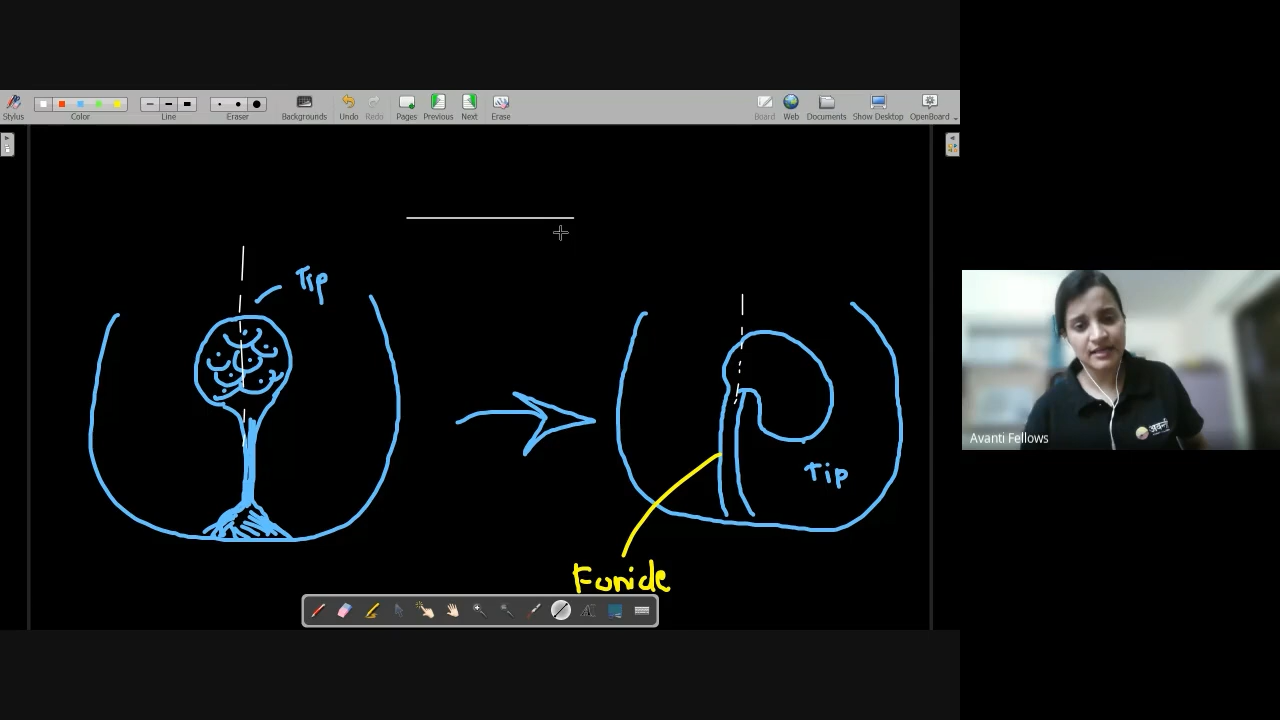 Stylus
Color
Line
Eraser
Backgrounds
Undo
Redo
Pages
Previous
Next
Erase
Board
Web
Documents
Show Desktop
OpenBoard
Tip
Tip
Funicle
अवन्ती
Avanti Fellows